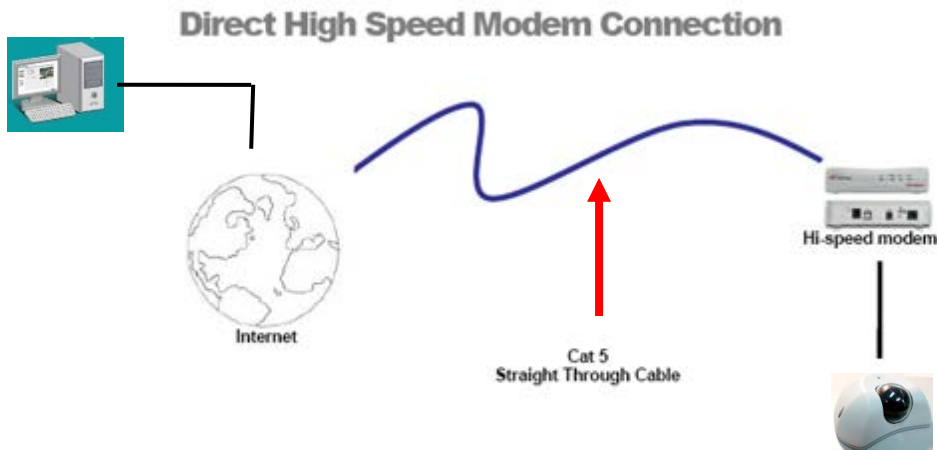 Direct High Speed Modem Connection
Hi-speed modem
Internet
Cat 5
Straight Through Cable